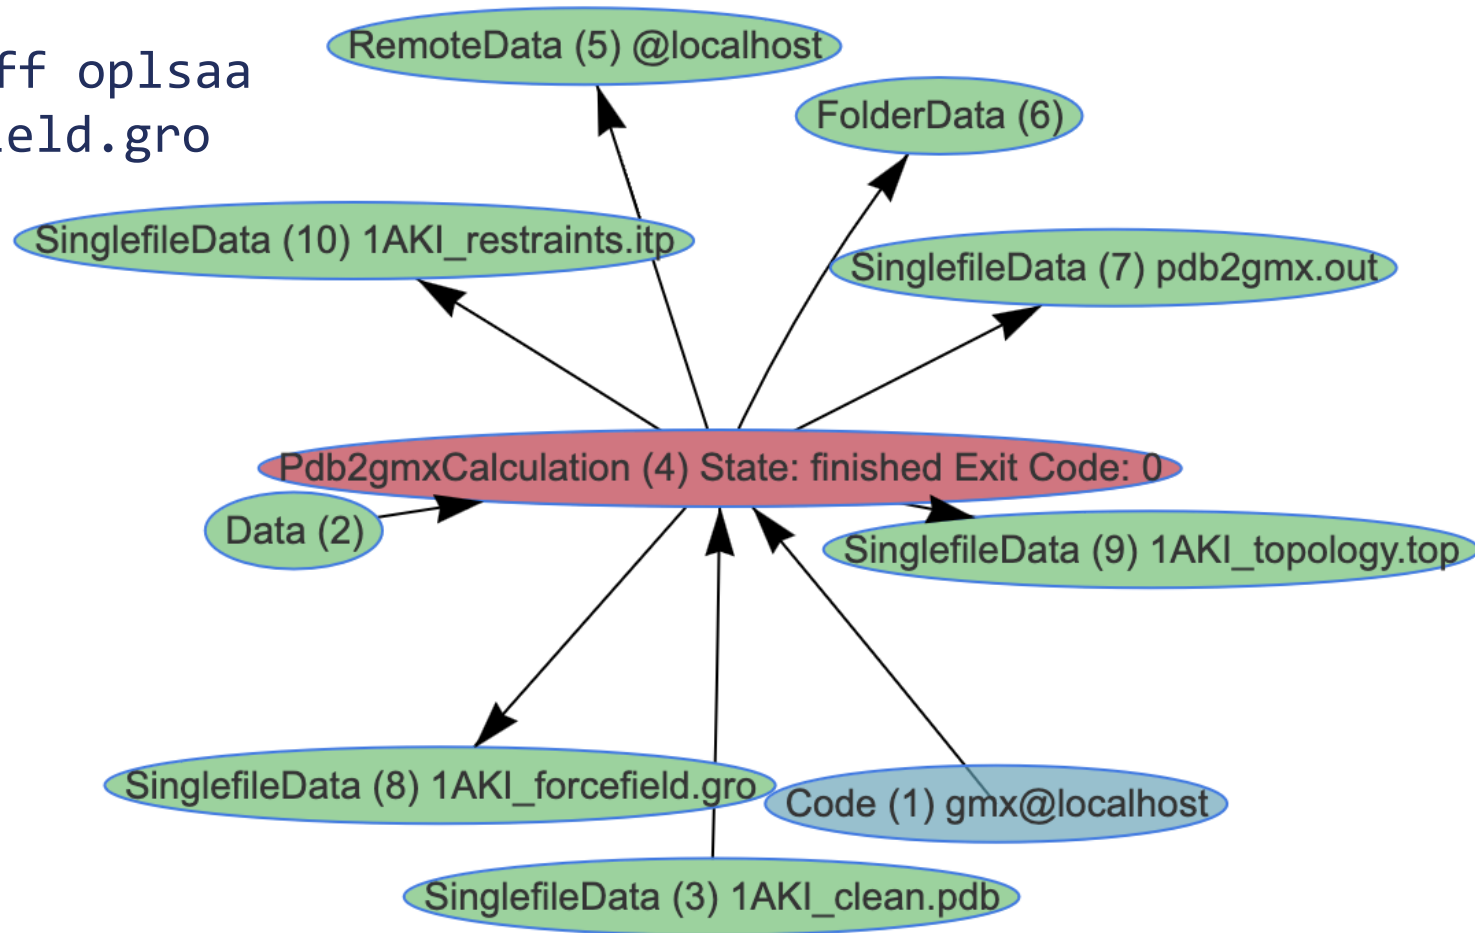 ff oplsaa
ield.gro
RemoteData (5) @localhost
FolderData (6)
SinglefileData (10) 1AKI_restraints.itp
SinglefileData (7) pdb2gmx.out
Pdb2gmxCalculation (4) State: finished Exit Code: 0
Data (2)
SinglefileData (9) 1AKI_topology.top
SinglefileData (8) 1AKI_forcefield.gro
Code (1) gmx@localhost
SinglefileData (3) 1AKI_clean.pdb